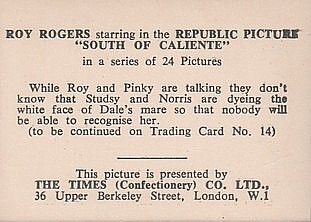 ROY ROGERS starring in the REPUBLIC PICTURE
"SOUTH OF CALIENTE"
in a series of 24 Pictures
While Roy and Pinky are talking they don't
know that Studsy and Norris are dyeing the
white face of Dale's mare so that nobody will
be able to recognise her.
(to be continued on Trading Card No. 14)
This picture is presented by
THE TIMES (Confectionery) CO. LTD.,
36 Upper Berkeley Street, London, W.1